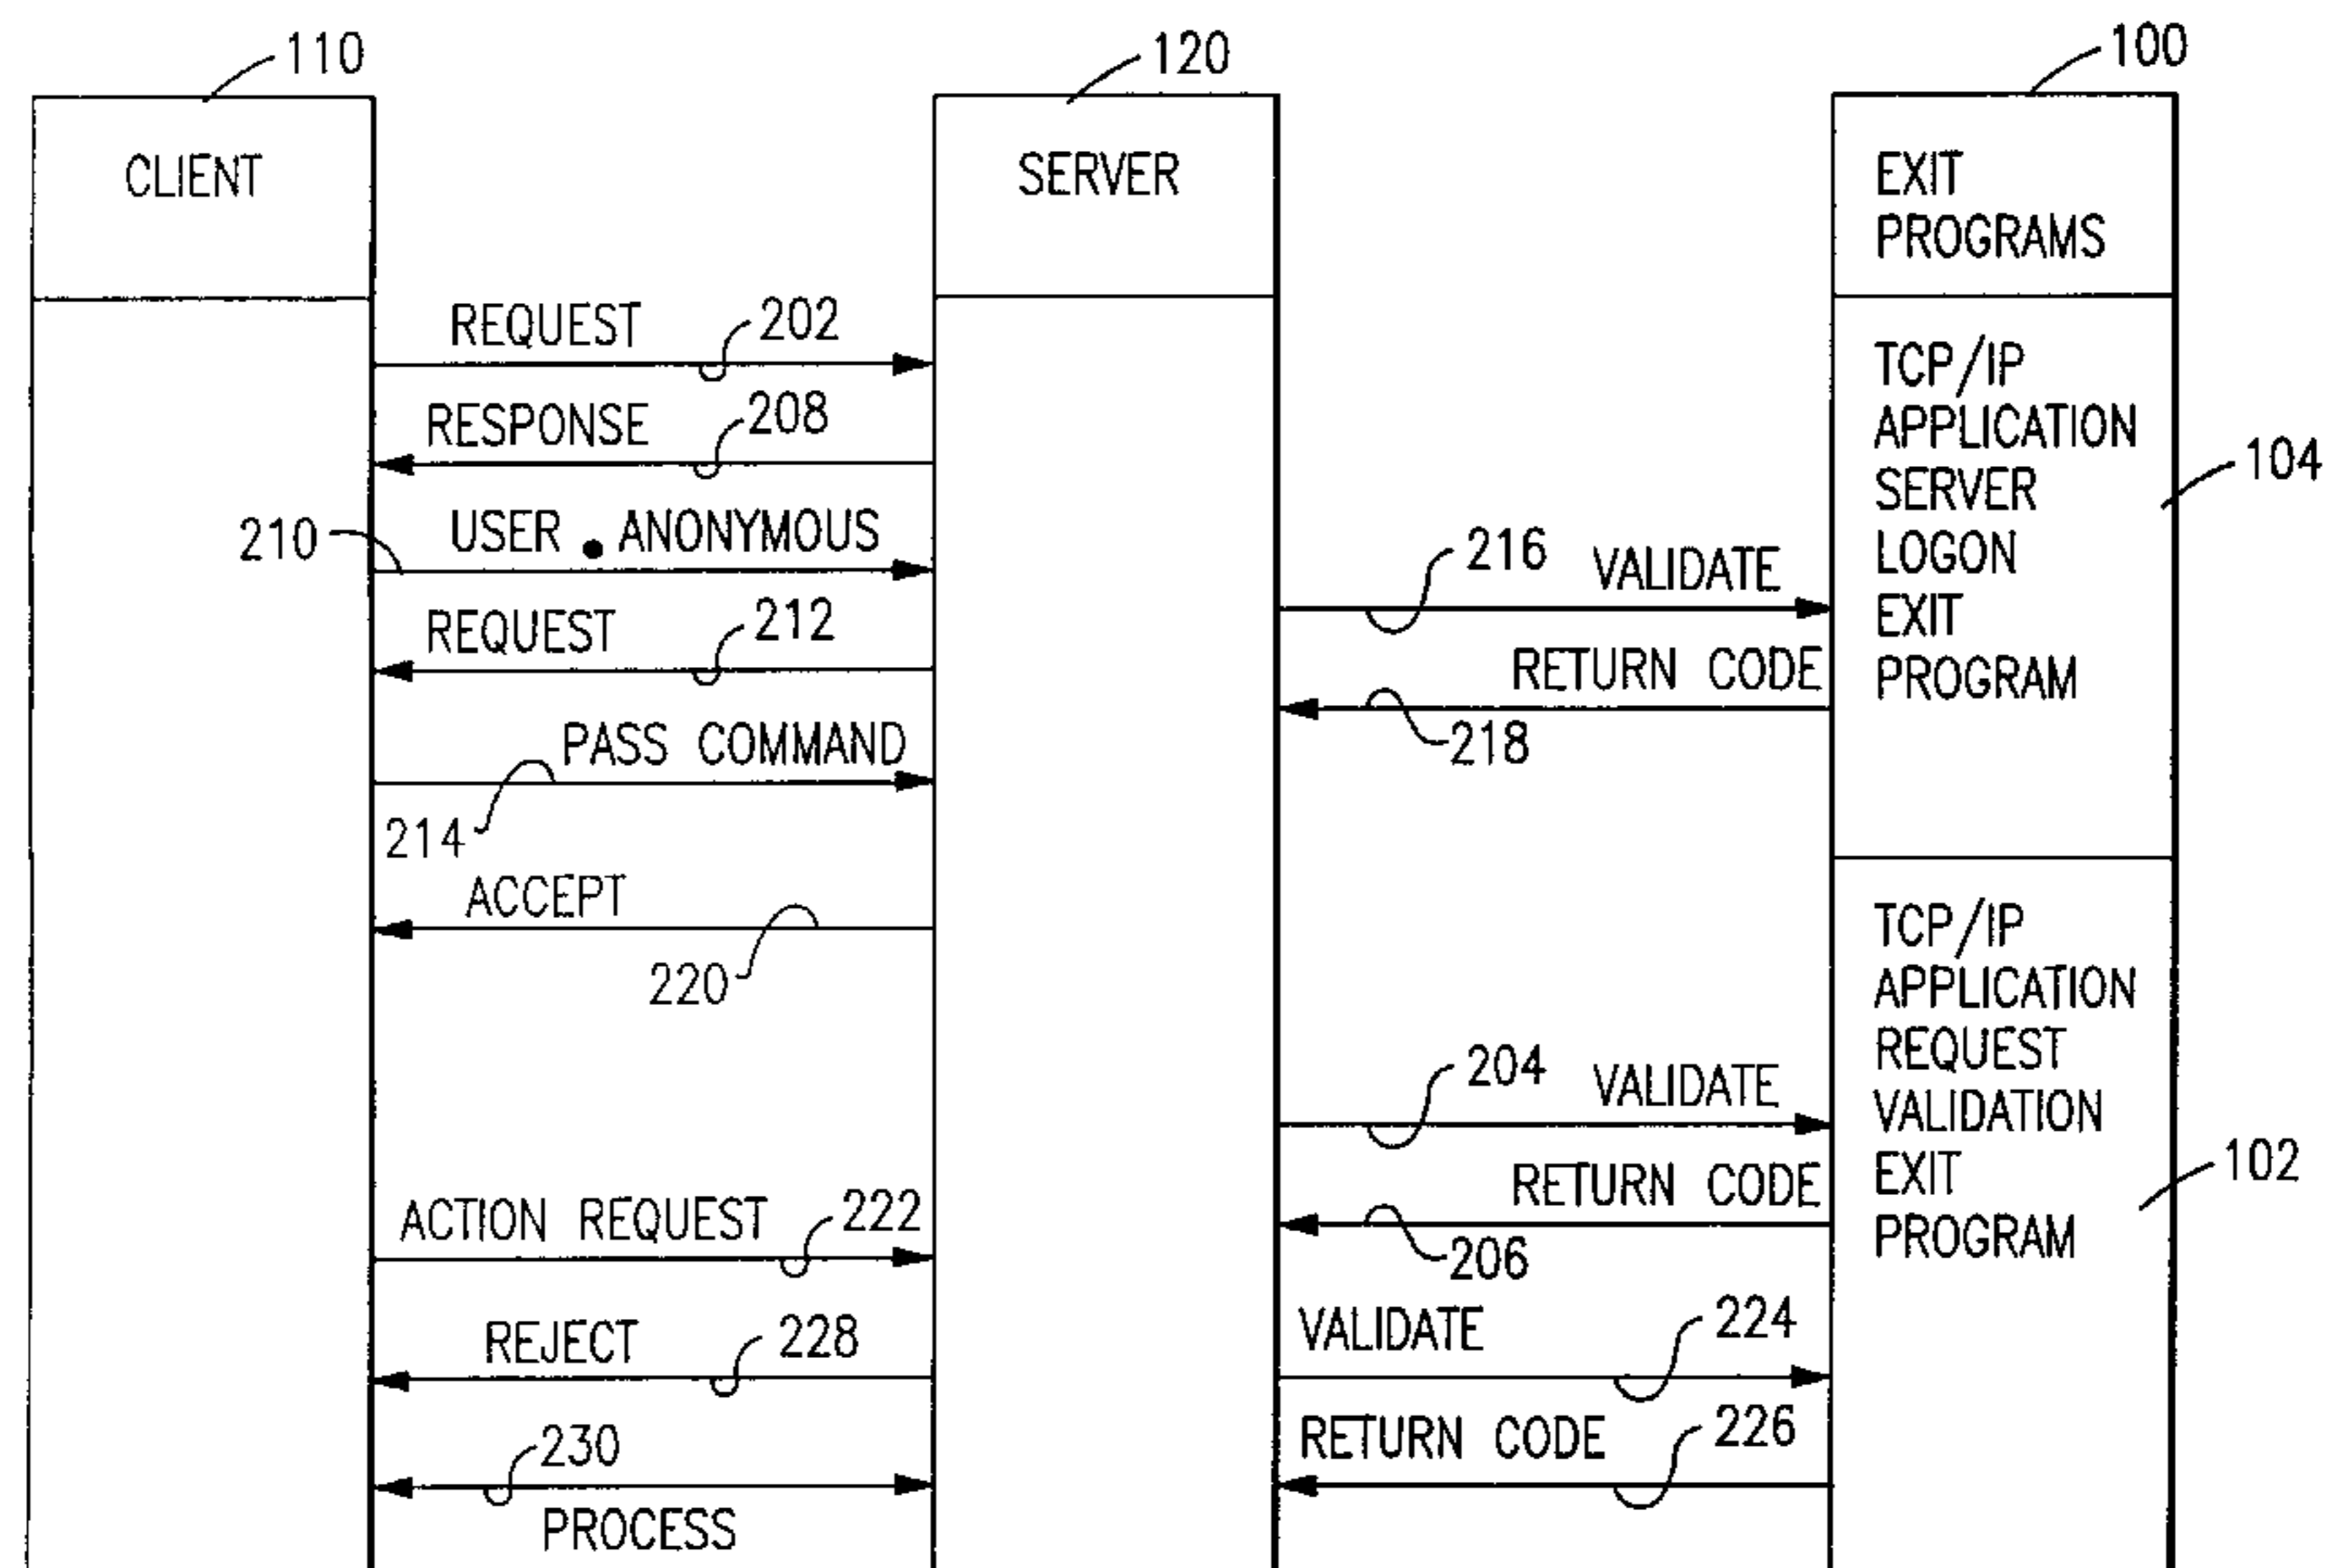 110
120
100
CLIENT
SERVER
EXIT
PROGRAMS
REQUEST
202
RESPONSE
208
210
USER . ANONYMOUS
REQUEST
212
PASS COMMAND
214
ACCEPT
220
ACTION REQUEST
222
REJECT
228
230
PROCESS
216
VALIDATE
RETURN CODE
218
204
VALIDATE
RETURN CODE
206
VALIDATE
224
RETURN CODE
226
TCP/IP
APPLICATION
SERVER
LOGON
EXIT
PROGRAM
104
TCP/IP
APPLICATION
REQUEST
VALIDATION
EXIT
PROGRAM
102